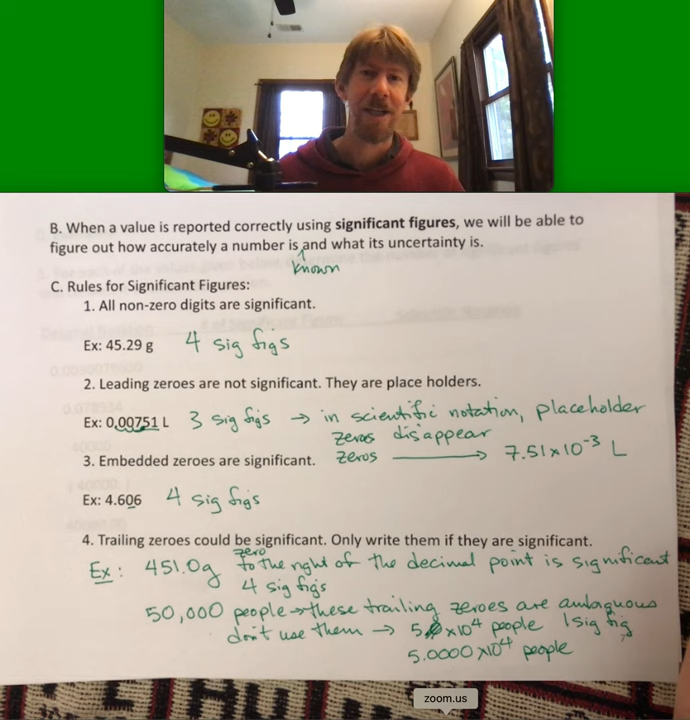 B. When a value is reported correctly using significant figures, we will be able to
figure out how accurately a number is and what its uncertainty is.
known
C. Rules for Significant Figures:
1. All non-zero digits are significant.
Ex: 45.29 g 4 sig figs
2. Leading zeroes are not significant. They are place holders.
Ex: 0.00751 L 3 sig figs → in scientific notation, placeholder
zeros disappear
3. Embedded zeroes are significant. zeros → 7.51 x 10⁻³ L
Ex: 4.606 4 sig figs
4. Trailing zeroes could be significant. Only write them if they are significant.
zero
Ex: 451.0g to the right of the decimal point is significant
4 sig figs
50,000 people → these trailing zeroes are ambiguous
don't use them → 5 x10⁴ people 1 sig fig
5.0000 x10⁴ people
zoom.us